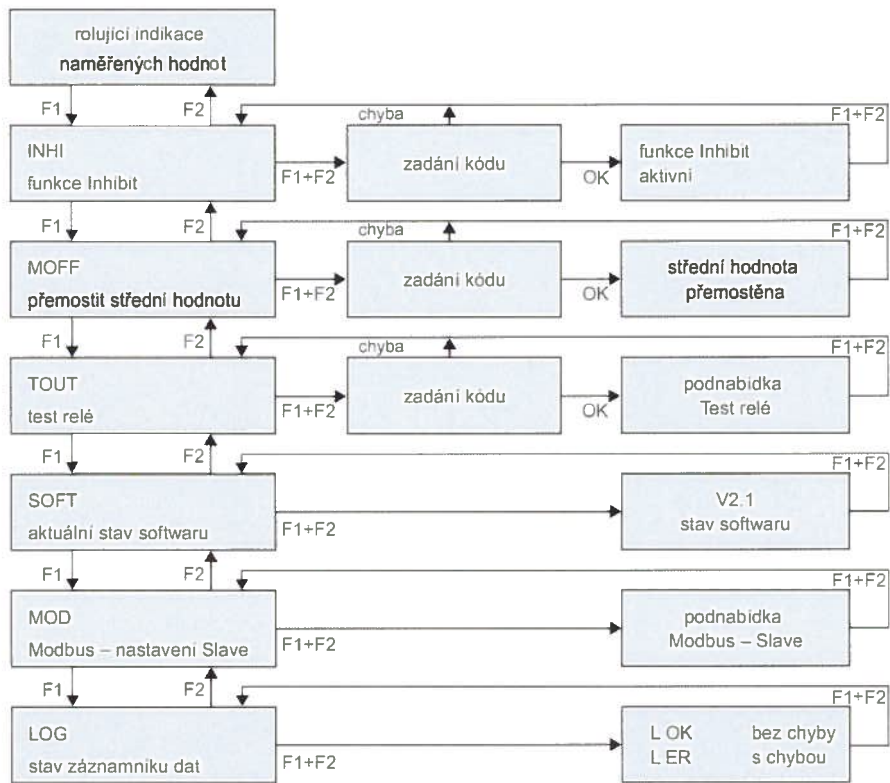 rolující indikace
naměřených hodnot
F1 F2 chyba F1+F2
INHI
funkce Inhibit
F1+F2
zadání kódu
OK
funkce Inhibit
aktivní
F1 F2 chyba F1+F2
MOFF
přemostit střední hodnotu
F1+F2
zadání kódu
OK
střední hodnota
přemostěna
F1 F2 chyba F1+F2
TOUT
test relé
F1+F2
zadání kódu
OK
podnabídka
Test relé
F1 F2 F1+F2
SOFT
aktuální stav softwaru
F1+F2
V2.1
stav softwaru
F1 F2 F1+F2
MOD
Modbus – nastavení Slave
F1+F2
podnabídka
Modbus – Slave
F1 F2 F1+F2
LOG
stav záznamníku dat
F1+F2
L OK bez chyby
L ER s chybou